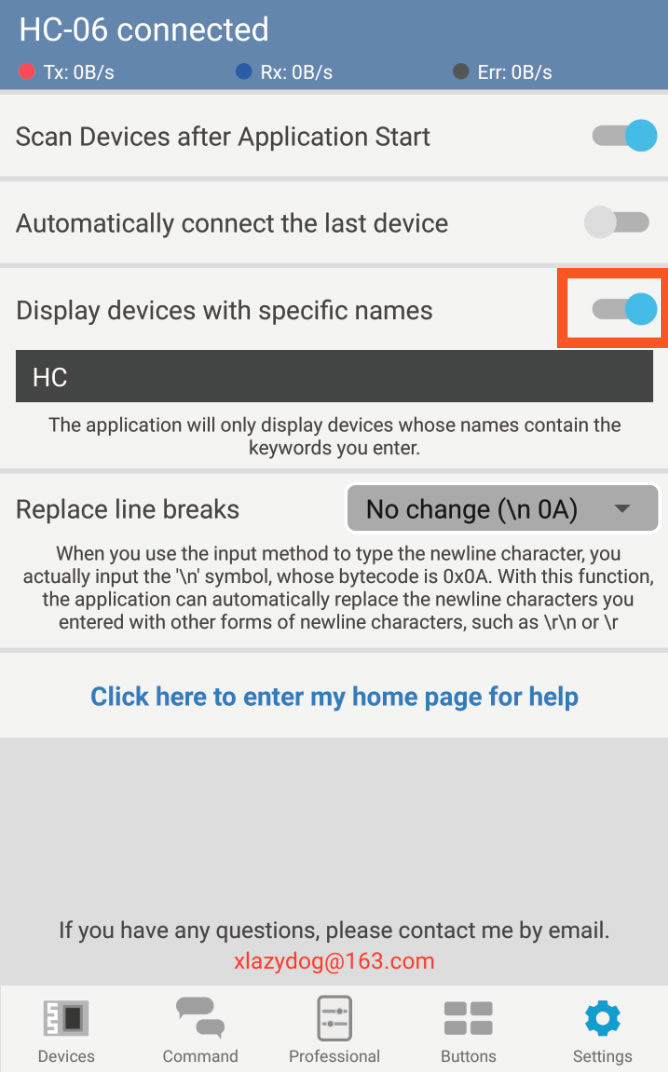 HC-06 connected
Tx: 0B/s Rx: 0B/s Err: 0B/s
Scan Devices after Application Start
Automatically connect the last device
Display devices with specific names
HC
The application will only display devices whose names contain the
keywords you enter.
Replace line breaks No change (\n 0A)
When you use the input method to type the newline character, you
actually input the '\n' symbol, whose bytecode is 0x0A. With this function,
the application can automatically replace the newline characters you
entered with other forms of newline characters, such as \r\n or \r
Click here to enter my home page for help
If you have any questions, please contact me by email.
xlazydog@163.com
Devices Command Professional Buttons Settings